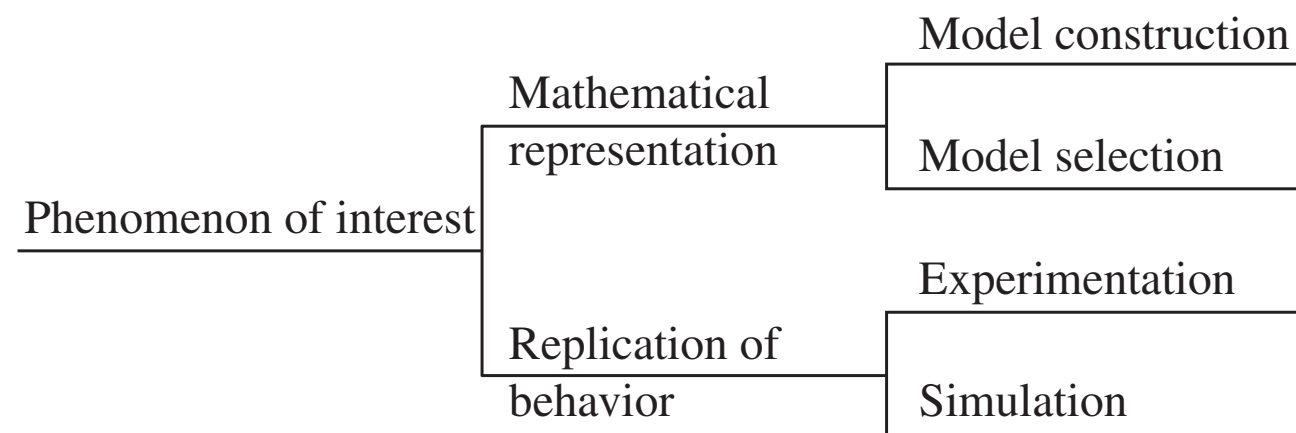 Model construction
Mathematical
representation
Model selection
Phenomenon of interest
Experimentation
Replication of
behavior
Simulation